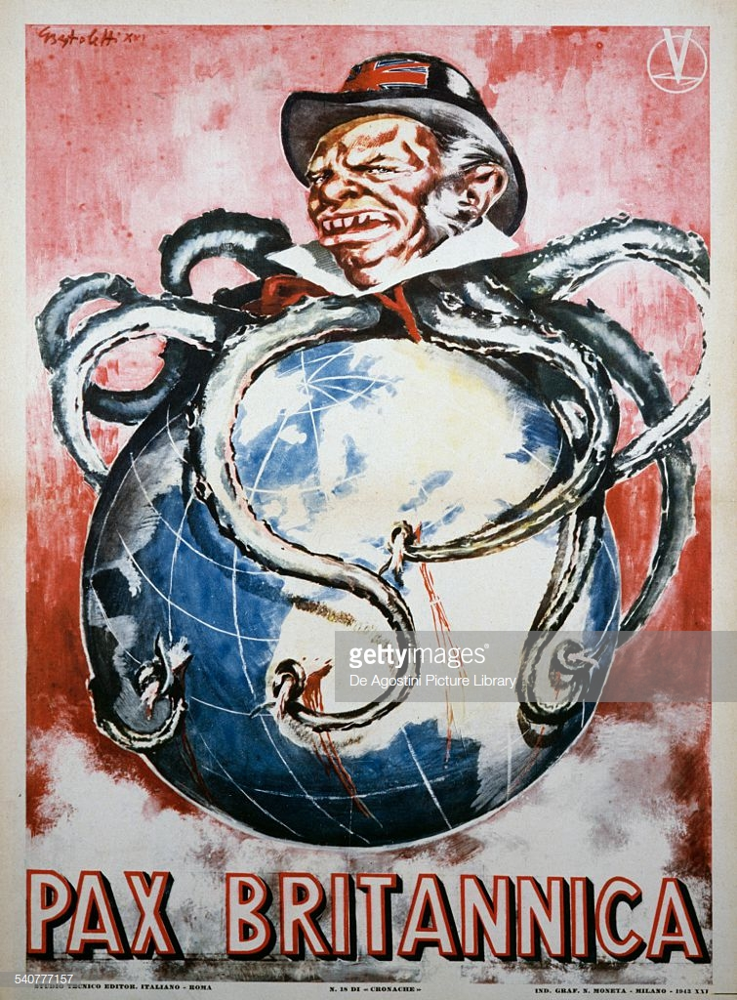 Bertoletti XXI
V
gettyimages®
De Agostini Picture Library
PAX BRITANNICA
540777157
STUDIO TECNICO EDITOR. ITALIANO - ROMA
N. 18 DI « CRONACHE »
IND. GRAF. N. MONETA - MILANO - 1943 XXI